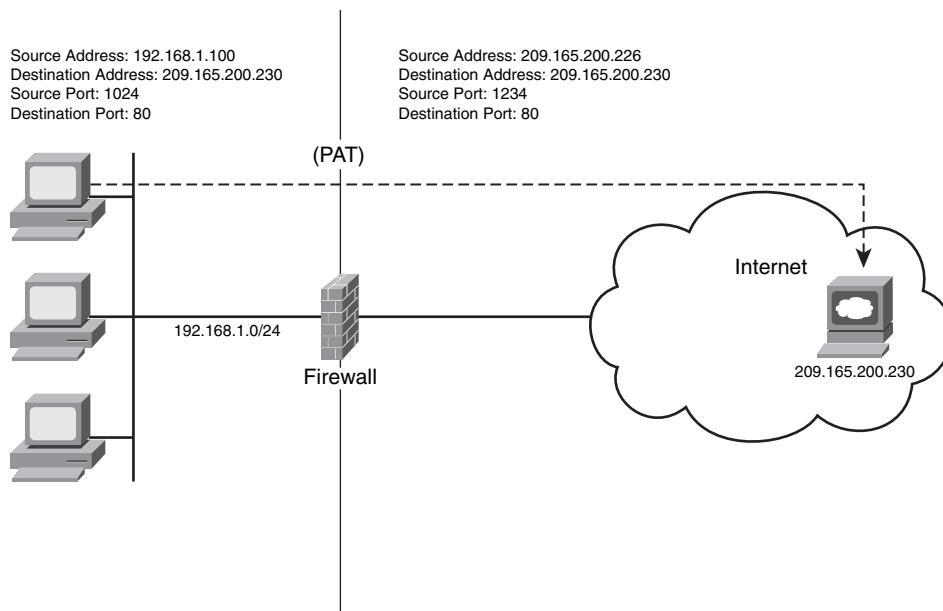 Source Address: 192.168.1.100
Destination Address: 209.165.200.230
Source Port: 1024
Destination Port: 80
Source Address: 209.165.200.226
Destination Address: 209.165.200.230
Source Port: 1234
Destination Port: 80
(PAT)
Internet
192.168.1.0/24
Firewall
209.165.200.230